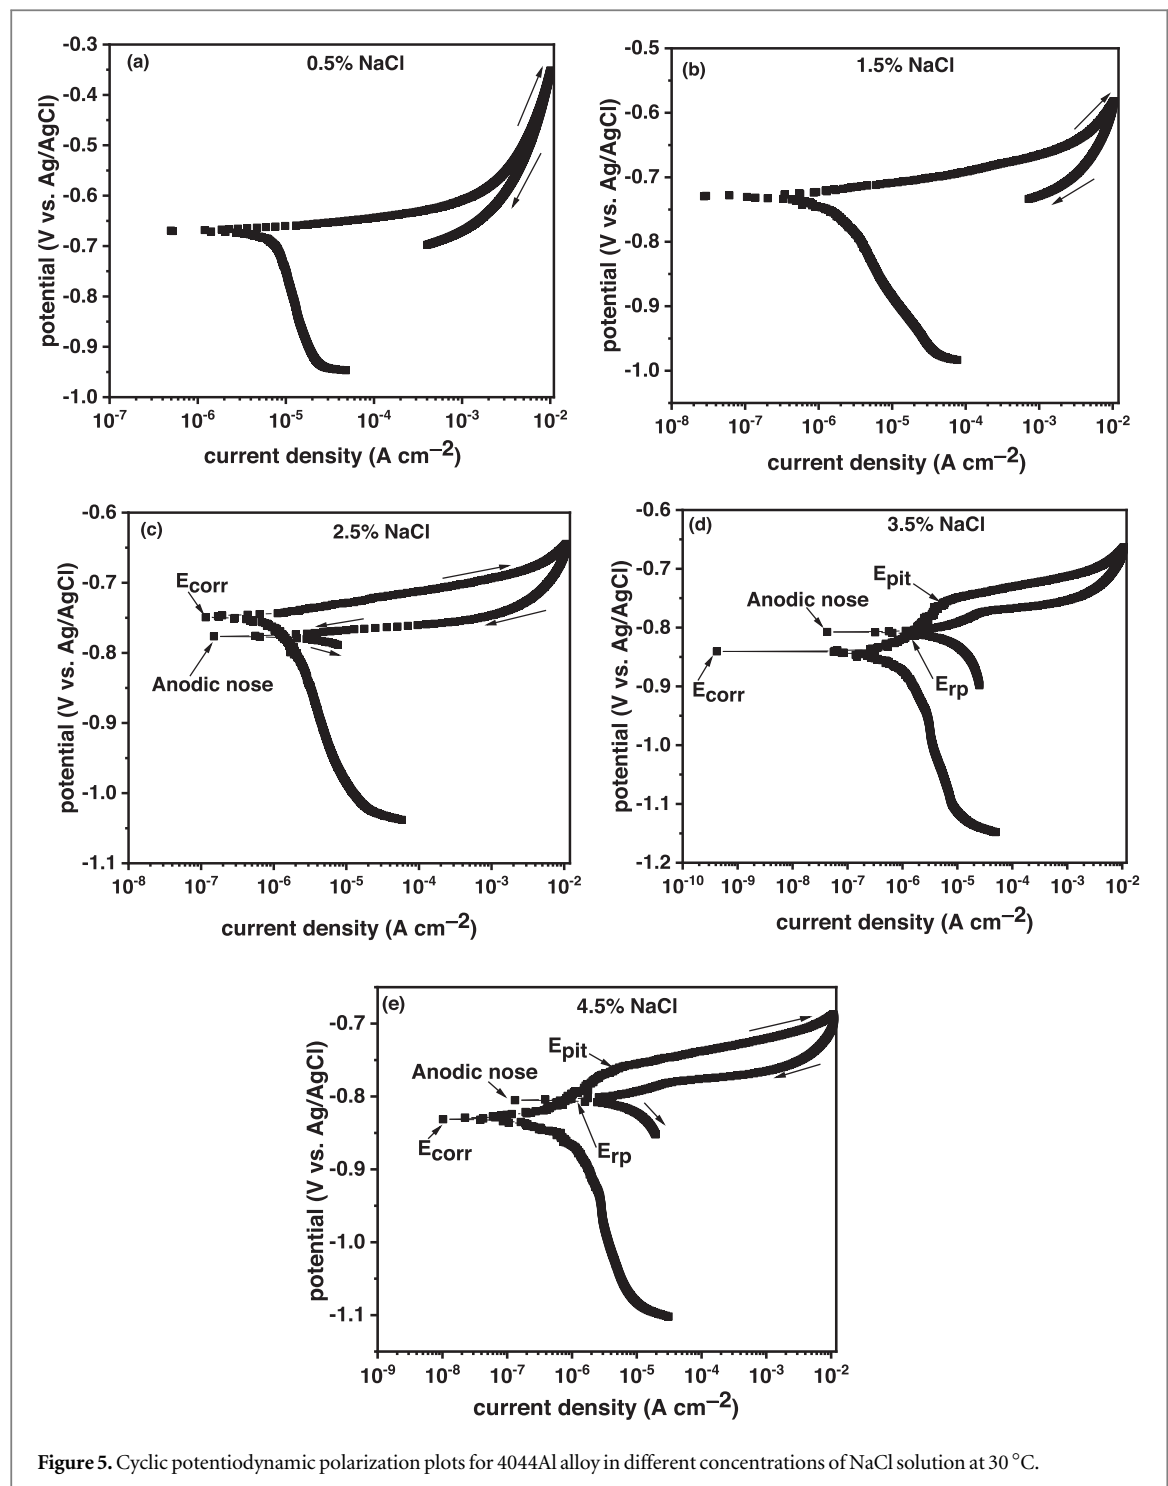 (a)
0.5% NaCl
-0.3
-0.4
-0.5
-0.6
-0.7
-0.8
-0.9
-1.0
potential (V vs. Ag/AgCl)
10-7 10-6 10-5 10-4 10-3 10-2
current density (A cm−2)
(b)
1.5% NaCl
-0.5
-0.6
-0.7
-0.8
-0.9
-1.0
potential (V vs. Ag/AgCl)
10-8 10-7 10-6 10-5 10-4 10-3 10-2
current density (A cm−2)
(c)
2.5% NaCl
-0.6
-0.7
-0.8
-0.9
-1.0
-1.1
potential (V vs. Ag/AgCl)
Ecorr
Anodic nose
10-8 10-7 10-6 10-5 10-4 10-3 10-2
current density (A cm−2)
(d)
3.5% NaCl
-0.6
-0.7
-0.8
-0.9
-1.0
-1.1
-1.2
potential (V vs. Ag/AgCl)
Epit
Anodic nose
Ecorr
Erp
10-10 10-9 10-8 10-7 10-6 10-5 10-4 10-3 10-2
current density (A cm−2)
(e)
4.5% NaCl
-0.7
-0.8
-0.9
-1.0
-1.1
potential (V vs. Ag/AgCl)
Epit
Anodic nose
Ecorr
Erp
10-9 10-8 10-7 10-6 10-5 10-4 10-3 10-2
current density (A cm−2)
Figure 5. Cyclic potentiodynamic polarization plots for 4044Al alloy in different concentrations of NaCl solution at 30 °C.